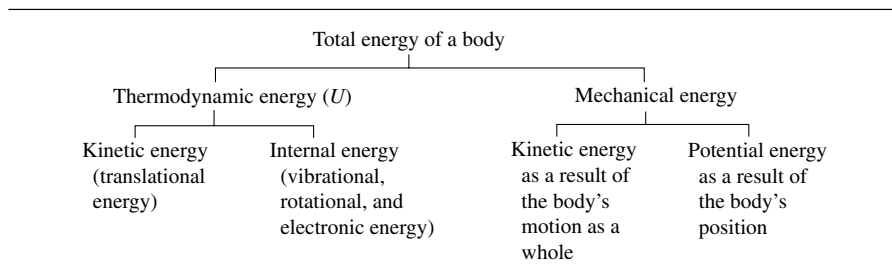 Total energy of a body
Thermodynamic energy (U)
Mechanical energy
Kinetic energy
(translational
energy)
Internal energy
(vibrational,
rotational, and
electronic energy)
Kinetic energy
as a result of
the body's
motion as a
whole
Potential energy
as a result of
the body's
position